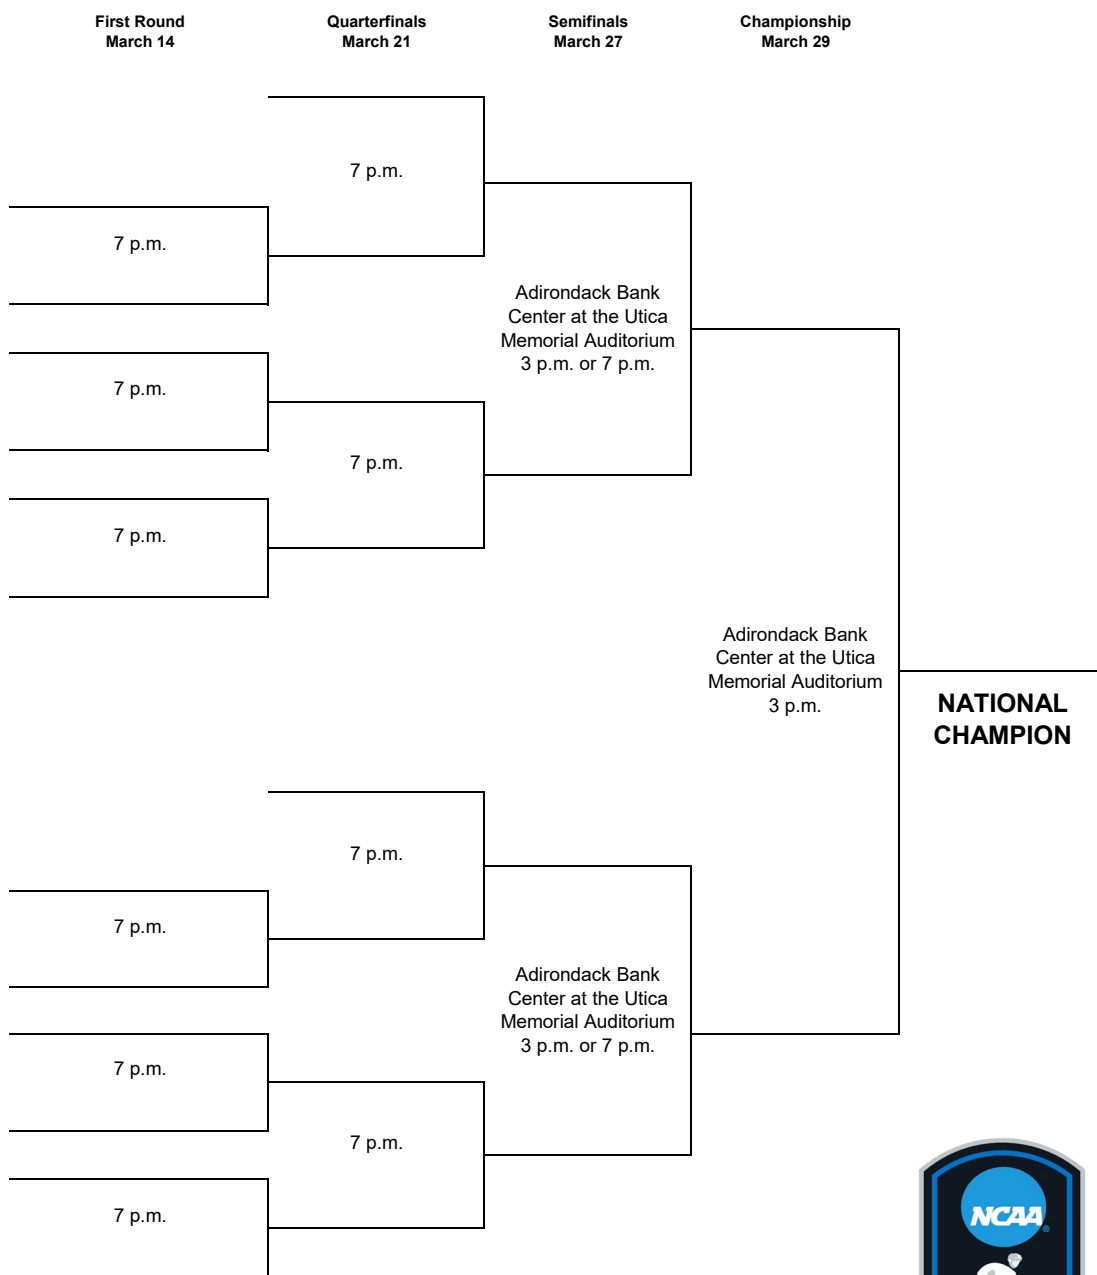 First Round
March 14
Quarterfinals
March 21
Semifinals
March 27
Championship
March 29
7 p.m.
7 p.m.
Adirondack Bank
Center at the Utica
Memorial Auditorium
3 p.m. or 7 p.m.
7 p.m.
7 p.m.
7 p.m.
Adirondack Bank
Center at the Utica
Memorial Auditorium
3 p.m.
NATIONAL
CHAMPION
7 p.m.
7 p.m.
Adirondack Bank
Center at the Utica
Memorial Auditorium
3 p.m. or 7 p.m.
7 p.m.
7 p.m.
7 p.m.
NCAA
®